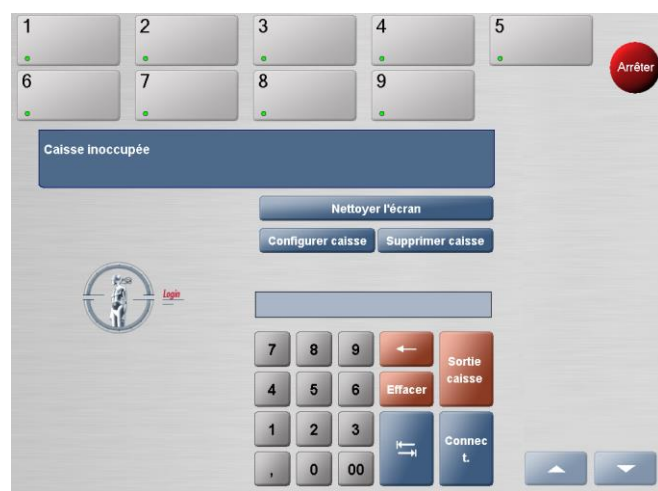 1
2
3
4
5
Arrêter
6
7
8
9
Caisse inoccupée
Nettoyer l'écran
Configurer caisse
Supprimer caisse
Login
7
8
9
Sortie
caisse
4
5
6
Effacer
1
2
3
Connec
t.
,
0
00